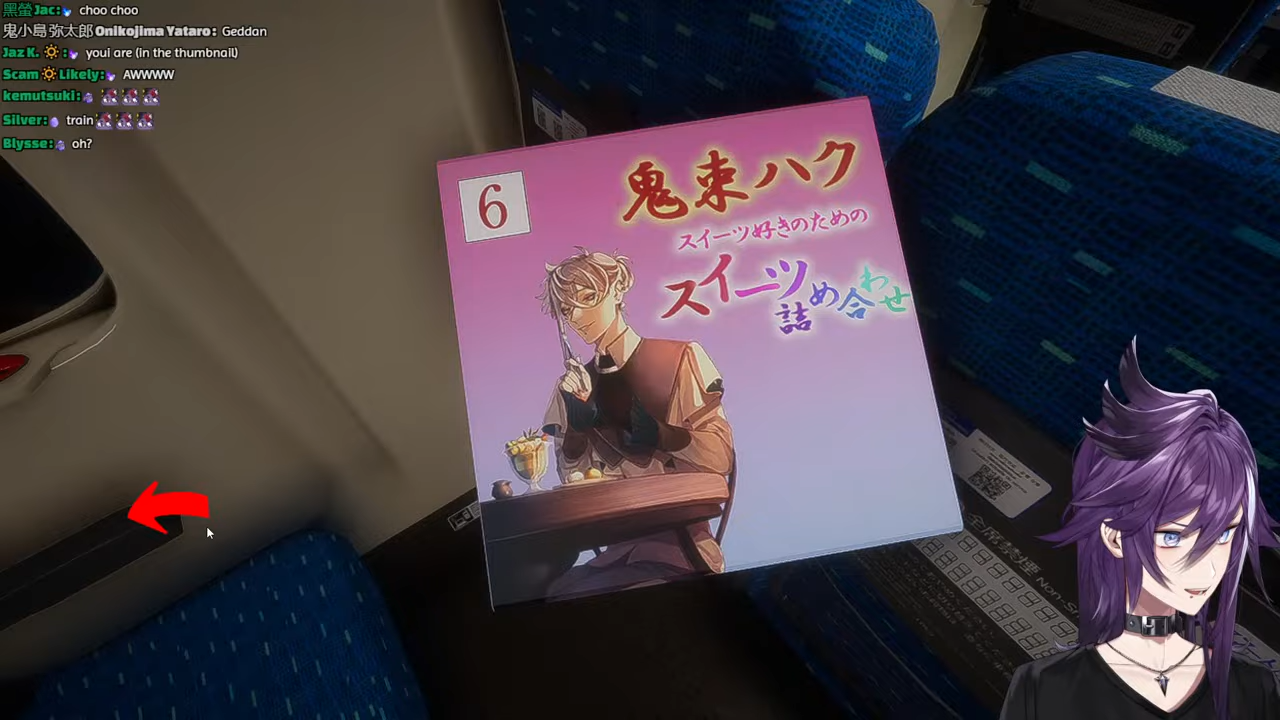 黑螢Jac: choo choo
鬼小島 弥太郎 Onikojima Yataro: Geddan
Jaz K. : youi are (in the thumbnail)
Scam Likely: AWWWW
kemutsuki:
Silver: train
Blysse: oh?
6
鬼束ハク
スイーツ好きのための
スイーツ
詰め合わせ